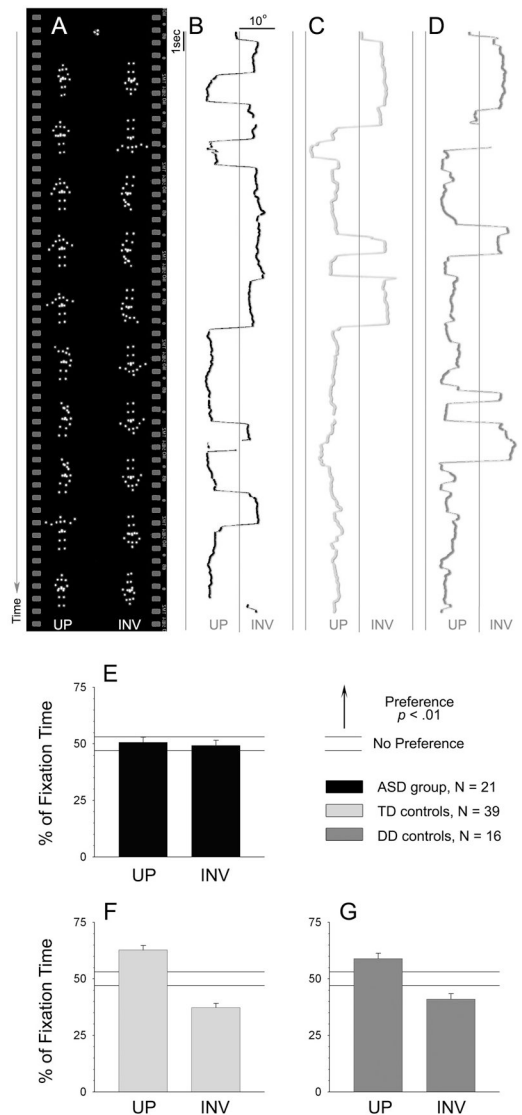 A
B
10°
C
D
1sec
Time
UP
INV
UP
INV
UP
INV
UP
INV
E
75
50
25
0
% of Fixation Time
UP
INV
Preference
p < .01
No Preference
ASD group, N = 21
TD controls, N = 39
DD controls, N = 16
F
75
50
25
0
% of Fixation Time
UP
INV
G
75
50
25
0
UP
INV